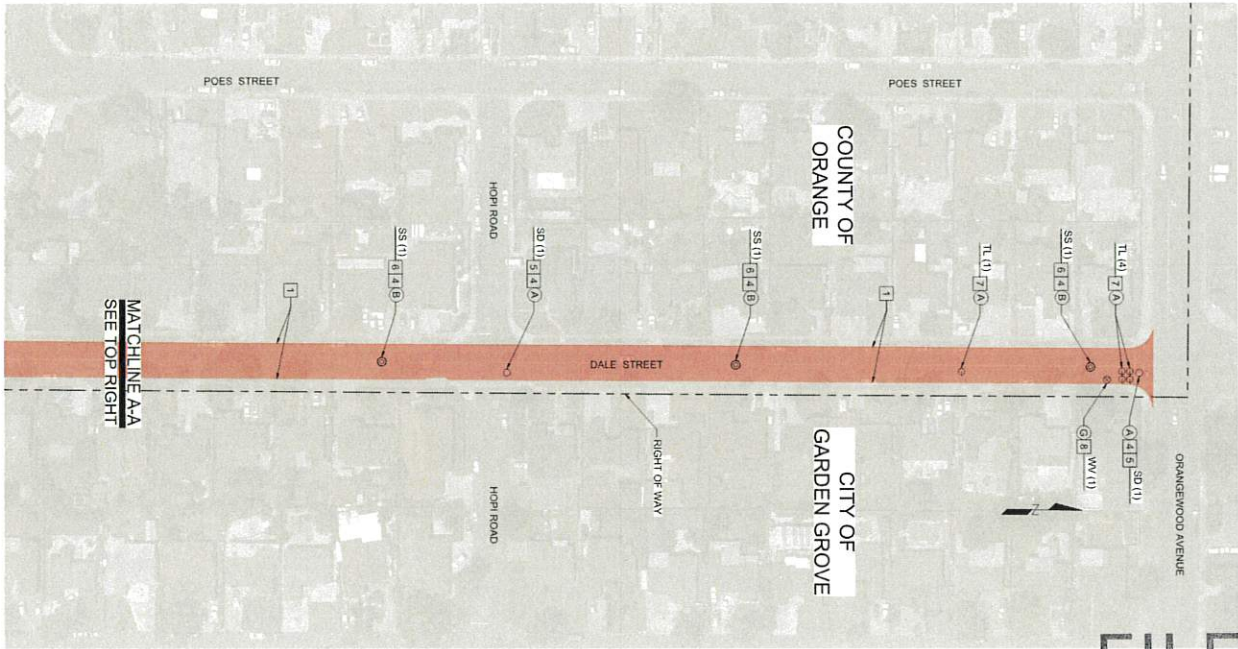 POES STREET
POES STREET
COUNTY OF
ORANGE
HOPI ROAD
SS (1) 6 4 B
SD (1) 5 4 A
SS (1) 6 4 B
TL (1) 7 A
SS (1) 6 4 B
TL (4) 7 A
1
1
DALE STREET
MATCHLINE A-A
SEE TOP RIGHT
RIGHT OF WAY
CITY OF
GARDEN GROVE
G 8 WV (1)
A 4 5 SD (1)
ORANGEWOOD AVENUE
HOPI ROAD
Z